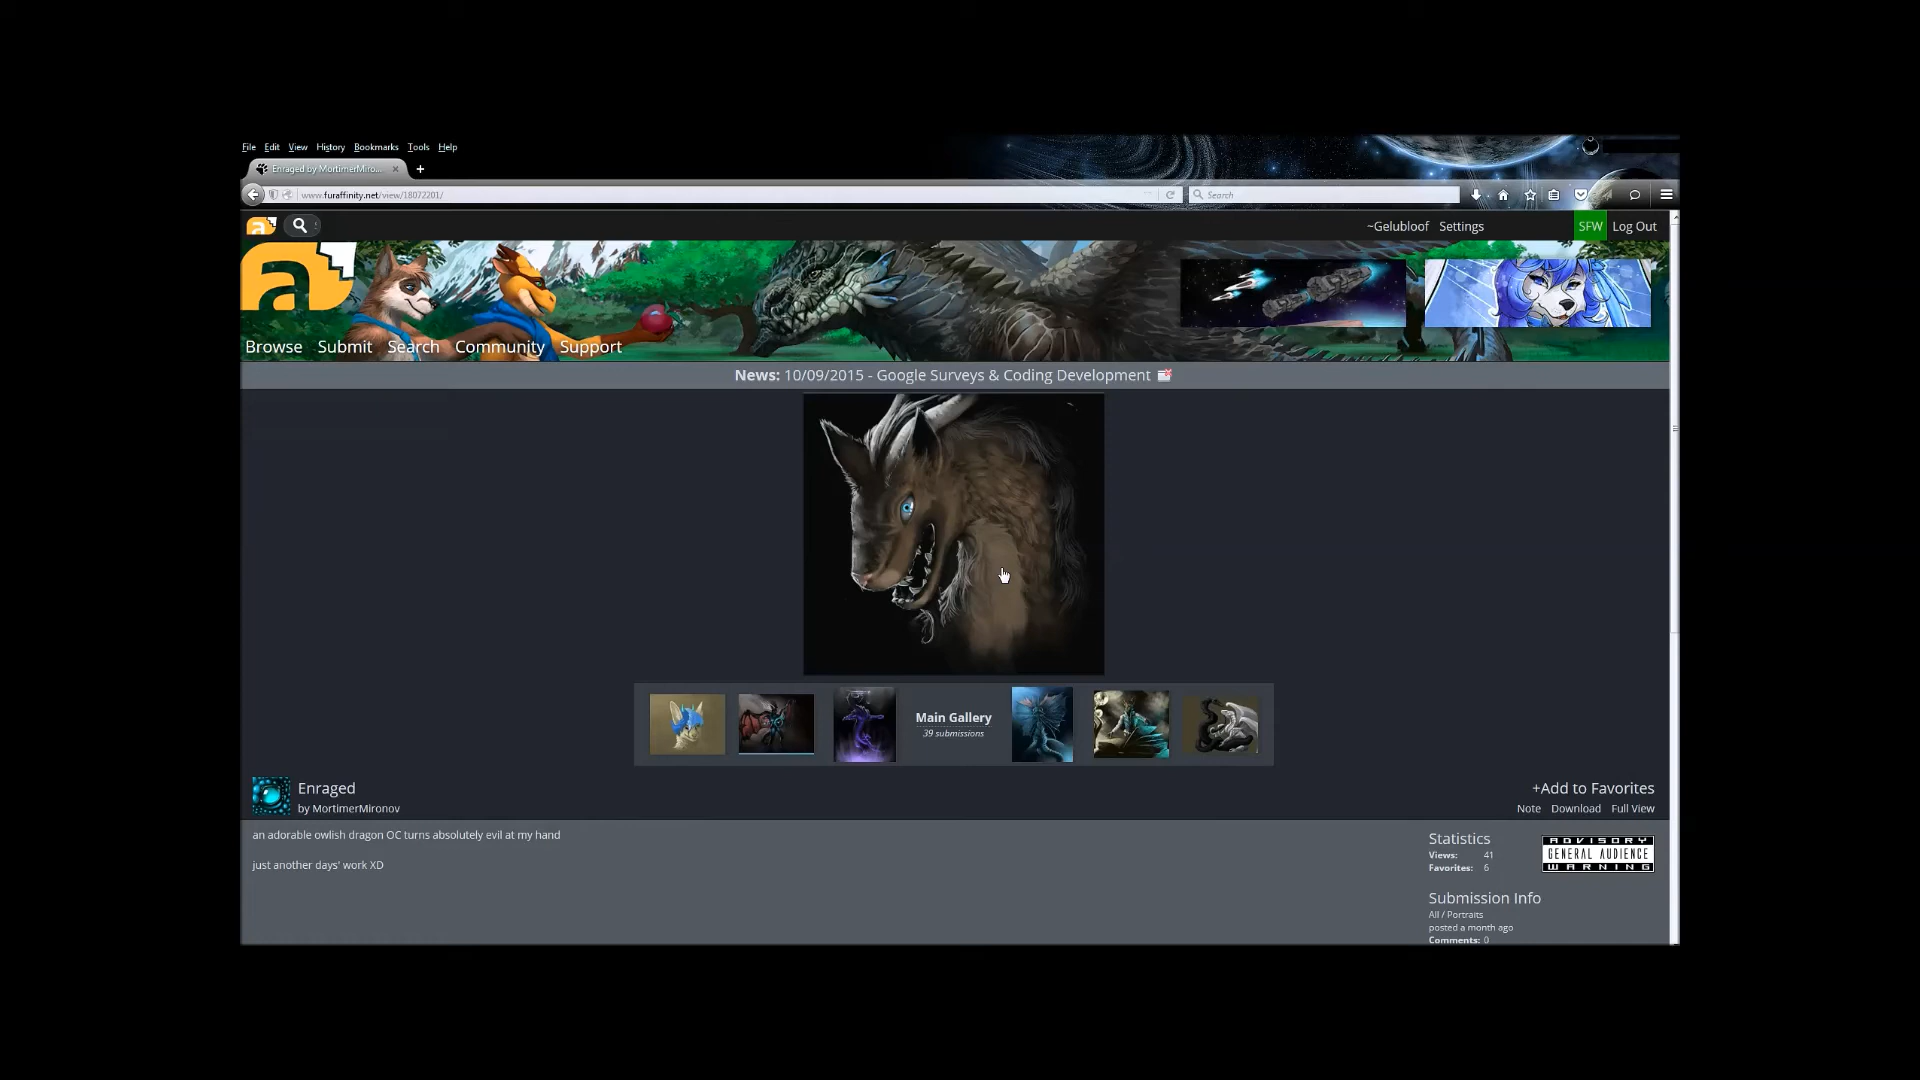 File Edit View History Bookmarks Tools Help
Enraged by MortimerMiro...
www.furaffinity.net/view/18072201/
Search
~Gelubloof Settings SFW Log Out
Browse Submit Search Community Support
News: 10/09/2015 - Google Surveys & Coding Development
Main Gallery
39 submissions
Enraged
by MortimerMironov
+Add to Favorites
Note Download Full View
an adorable owlish dragon OC turns absolutely evil at my hand
just another days' work XD
Statistics
Views: 41
Favorites: 6
ADVISORY
GENERAL AUDIENCE
WARNING
Submission Info
All / Portraits
posted a month ago
Comments: 0